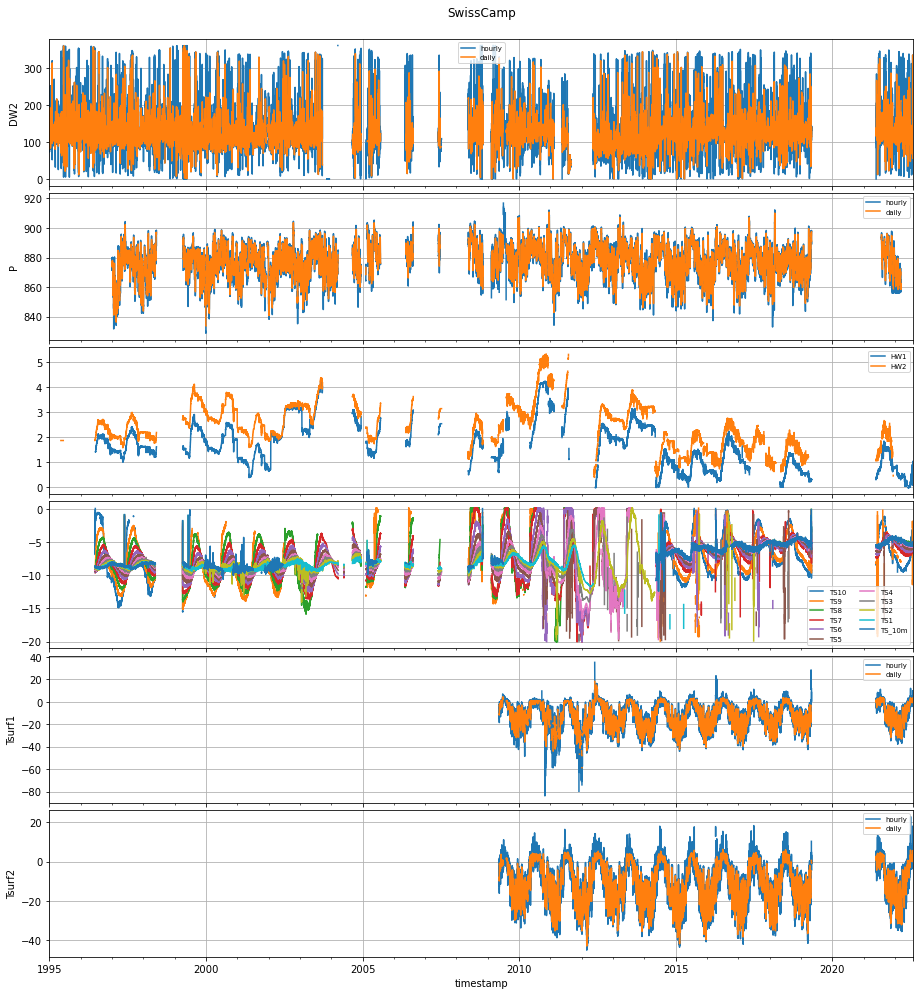 SwissCamp
300
200
100
0
DW2
hourly
daily
920
900
880
860
840
P
hourly
daily
5
4
3
2
1
0
HW1
HW2
0
−5
−10
−15
−20
TS10 TS4
TS9 TS3
TS8 TS2
TS7 TS1
TS6 TS_10m
TS5
40
20
0
−20
−40
−60
−80
Tsurf1
hourly
daily
20
0
−20
−40
Tsurf2
hourly
daily
1995 2000 2005 2010 2015 2020
timestamp